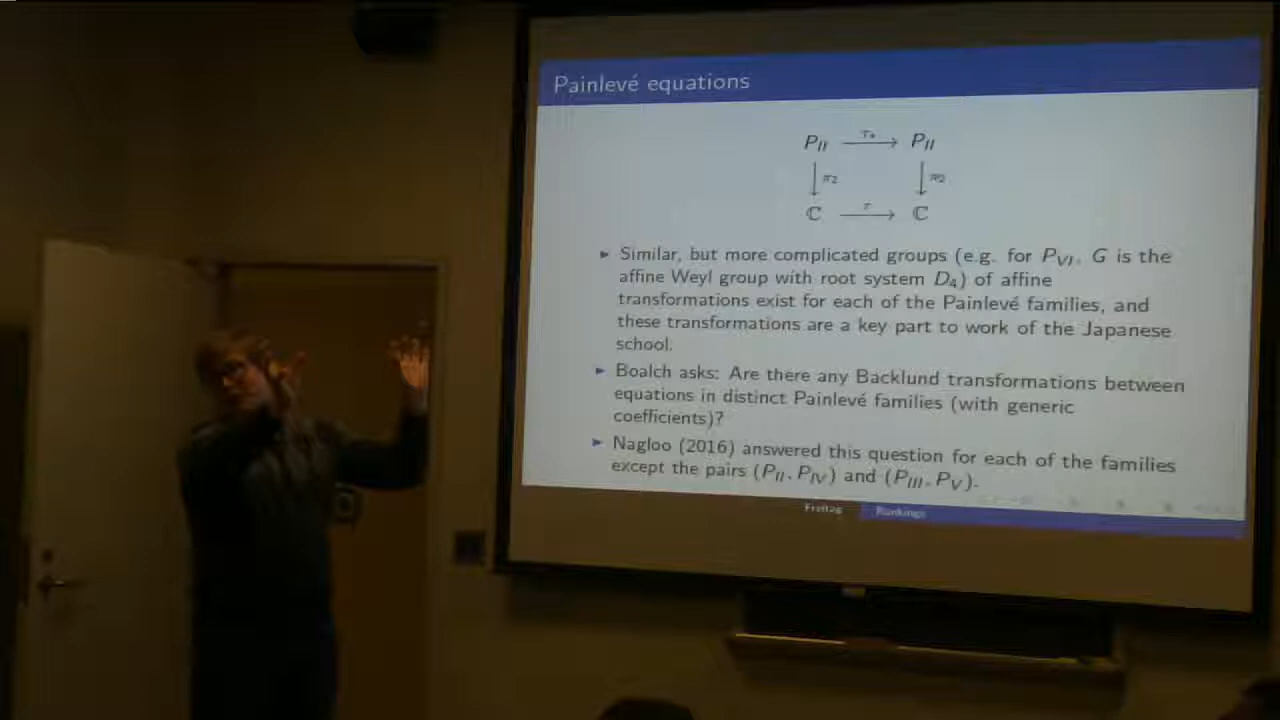 Painlevé equations
P_II τ* P_II
π2 π2
ℂ τ ℂ
Similar, but more complicated groups (e.g. for P_VI, G is the
affine Weyl group with root system D_4) of affine
transformations exist for each of the Painlevé families, and
these transformations are a key part to work of the Japanese
school.
Boalch asks: Are there any Backlund transformations between
equations in distinct Painlevé families (with generic
coefficients)?
Nagloo (2016) answered this question for each of the families
except the pairs (P_II, P_IV) and (P_III, P_V).
Freitag Rankings